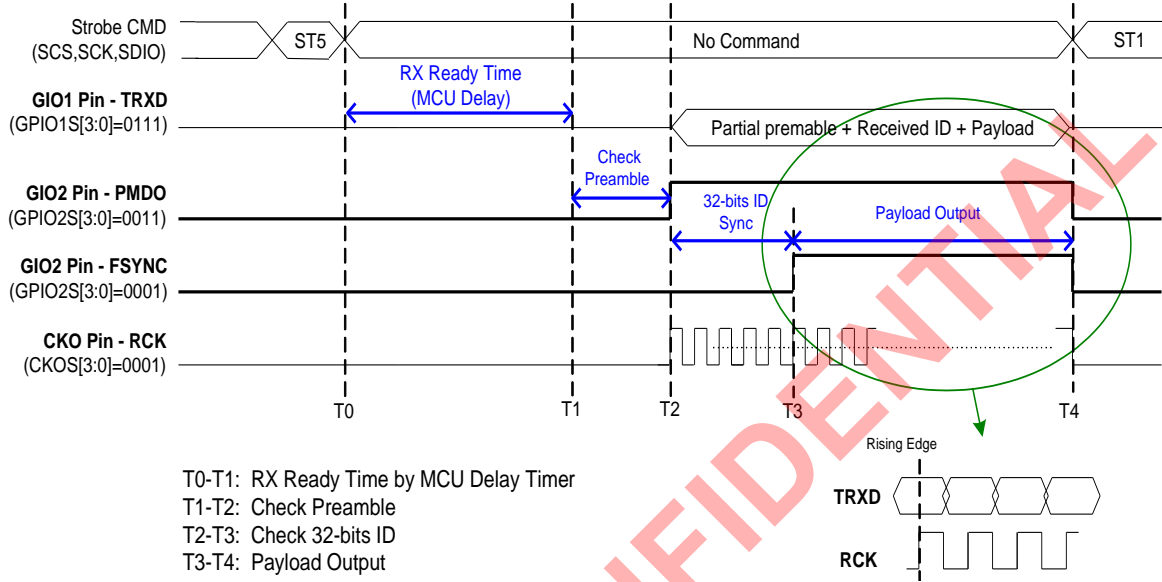 Strobe CMD
(SCS,SCK,SDIO)
ST5
No Command
ST1
RX Ready Time
(MCU Delay)
GIO1 Pin - TRXD
(GPIO1S[3:0]=0111)
Partial premable + Received ID + Payload
Check
Preamble
GIO2 Pin - PMDO
(GPIO2S[3:0]=0011)
32-bits ID
Sync
Payload Output
GIO2 Pin - FSYNC
(GPIO2S[3:0]=0001)
CKO Pin - RCK
(CKOS[3:0]=0001)
T0
T1
T2
T3
T4
Rising Edge
T0-T1: RX Ready Time by MCU Delay Timer
T1-T2: Check Preamble
T2-T3: Check 32-bits ID
T3-T4: Payload Output
TRXD
RCK
NFIDENTIAL